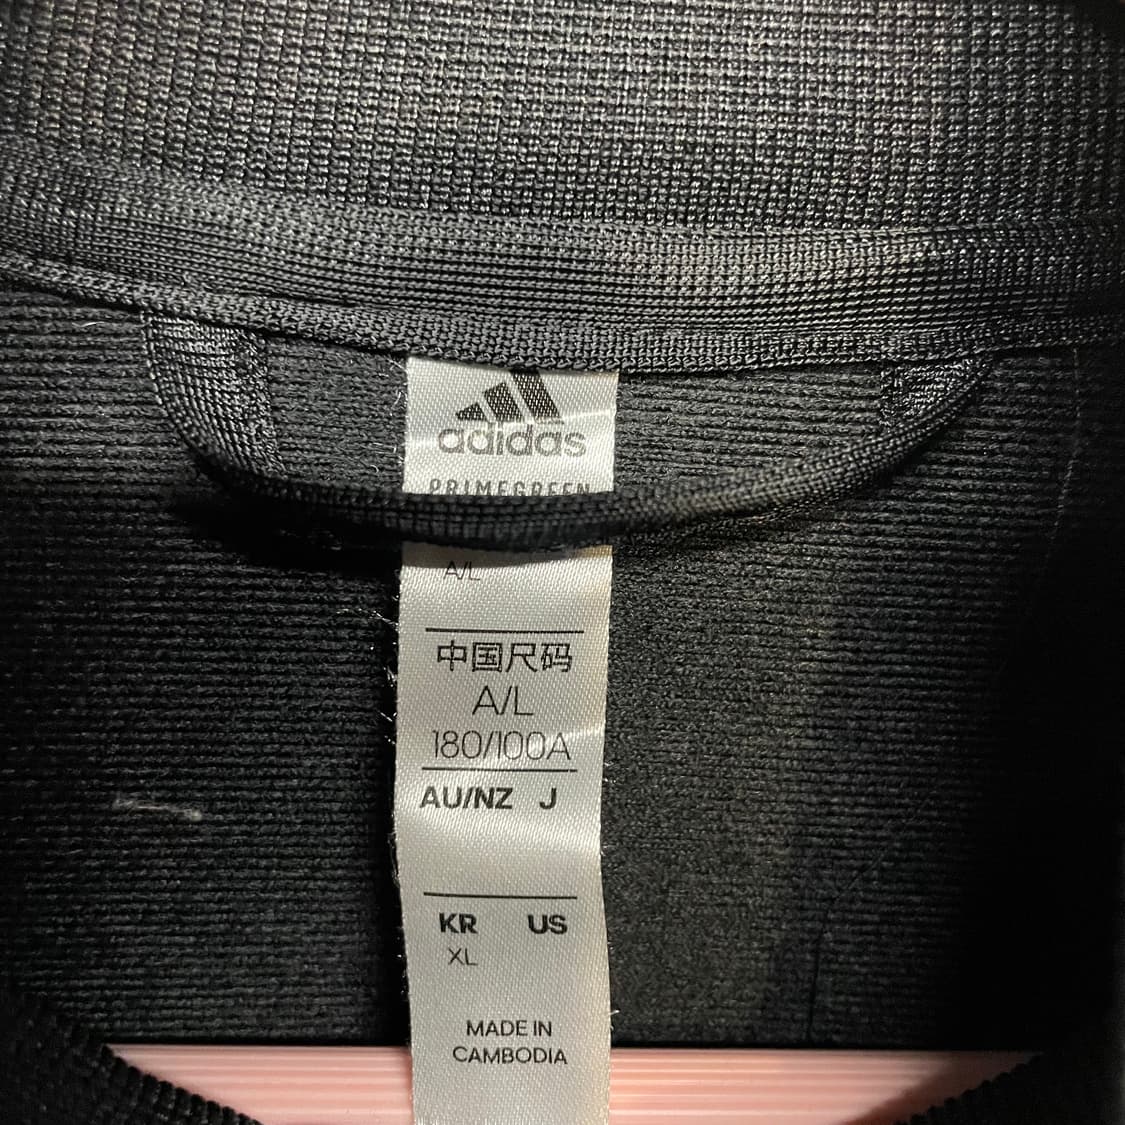 adidas
PRIMEGREEN
A/L
中国尺码
A/L
180/100A
AU/NZ J
KR US
XL
MADE IN
CAMBODIA